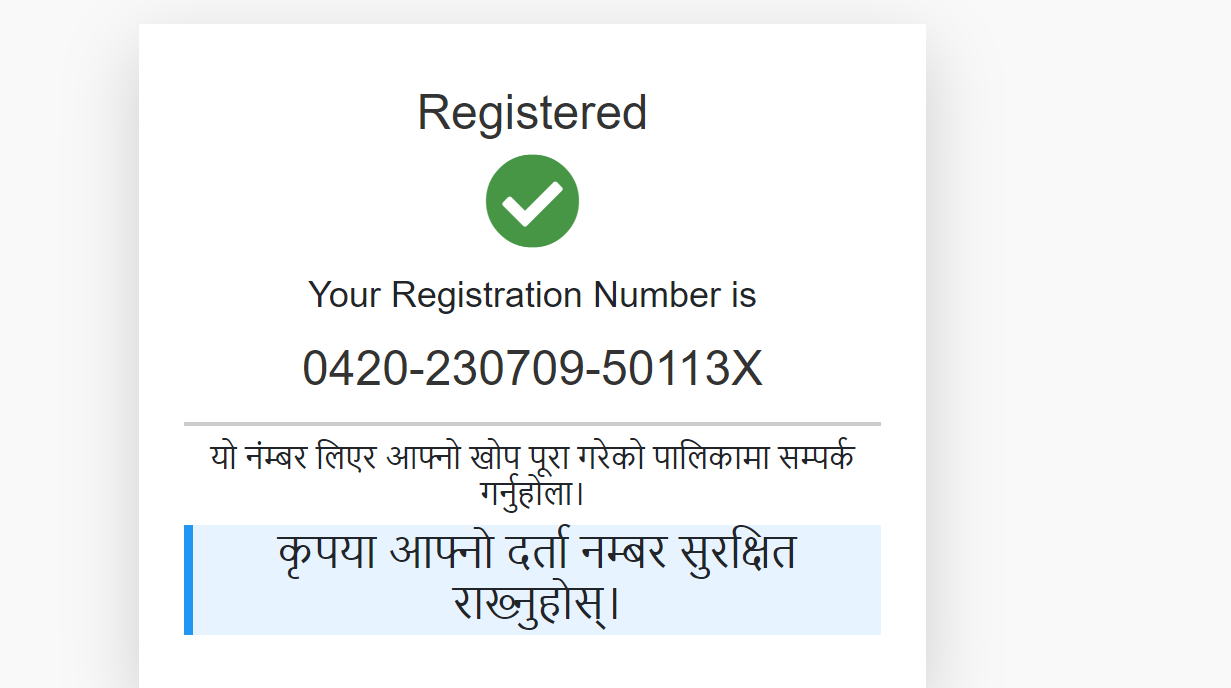 Registered
Your Registration Number is
0420-230709-50113X
यो नंम्बर लिएर आफ्नो खोप पूरा गरेको पालिकामा सम्पर्क
गर्नुहोला।
कृपया आफ्नो दर्ता नम्बर सुरक्षित
राख्नुहोस्।